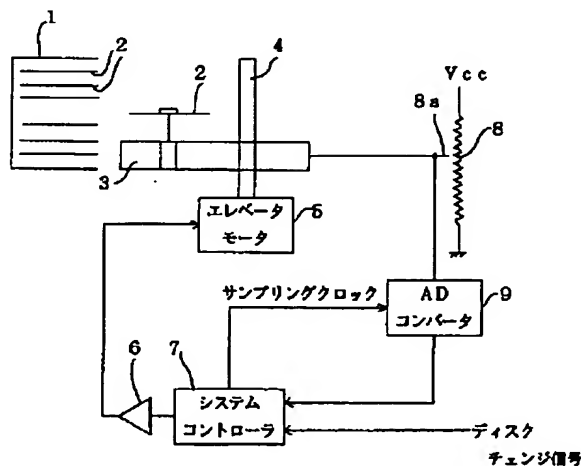 1
2
2
4
2
Vcc
8a
8
3
エレベータ
モータ
5
サンプリングクロック
AD
コンバータ
9
6
7
システム
コントローラ
ディスク
チェンジ信号